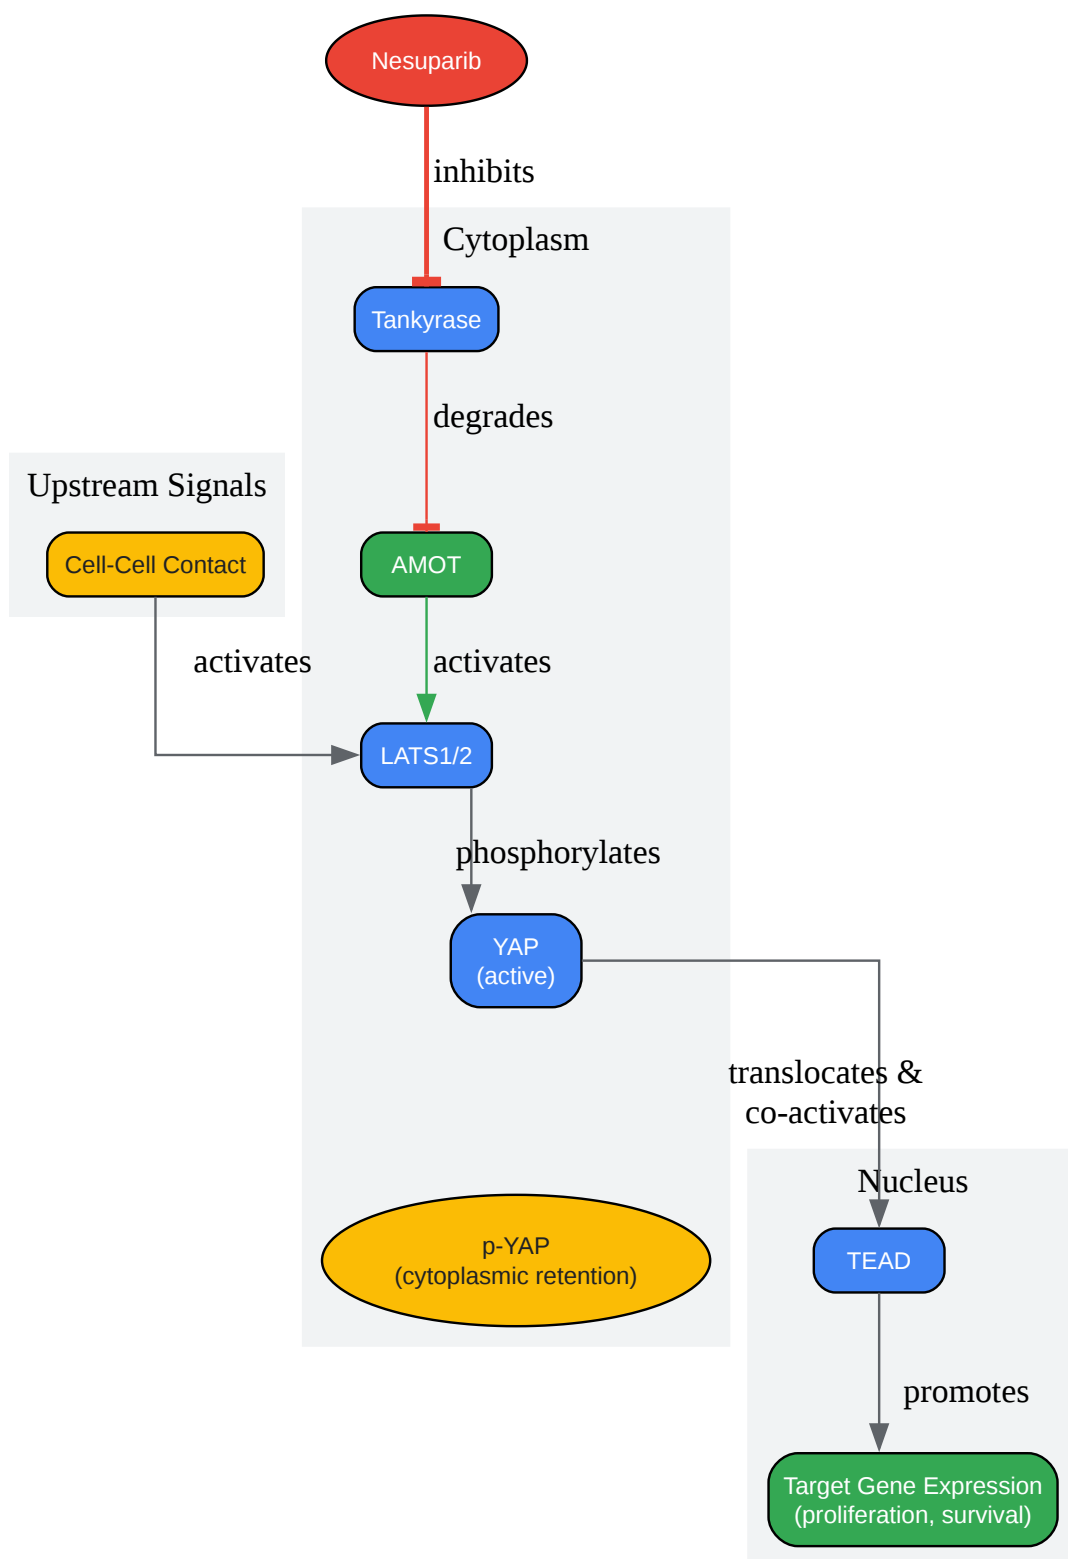 Nesuparib
inhibits
Cytoplasm
Tankyrase
degrades
Upstream Signals
Cell-Cell Contact
AMOT
activates
activates
LATS1/2
phosphorylates
YAP
(active)
translocates &
co-activates
Nucleus
p-YAP
(cytoplasmic retention)
TEAD
promotes
Target Gene Expression
(proliferation, survival)